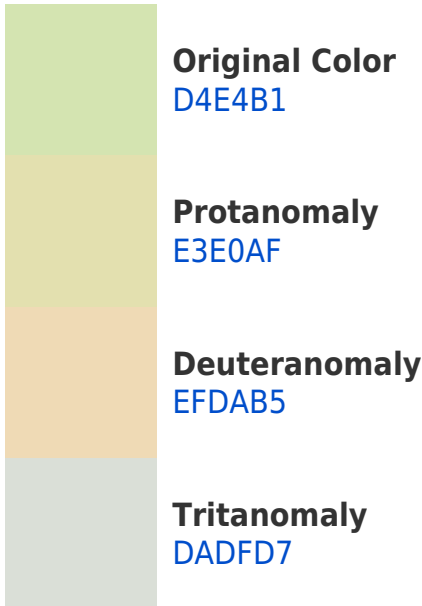 Original Color
D4E4B1
Protanomaly
E3E0AF
Deuteranomaly
EFDAB5
Tritanomaly
DADFD7